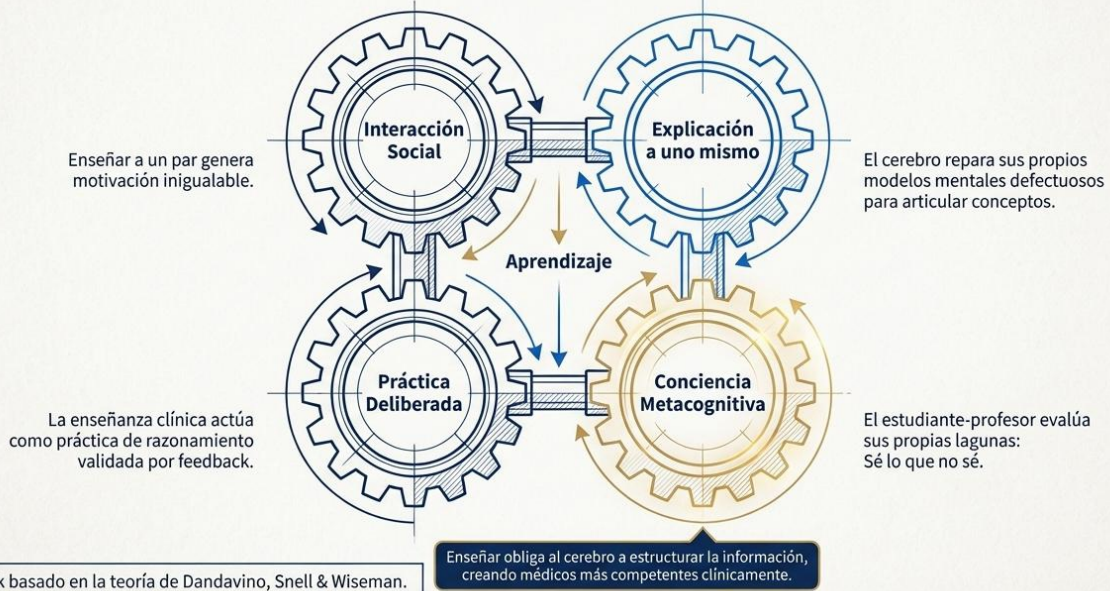 Interacción
Social
Explicación
a uno mismo
Enseñar a un par genera
motivación inigualable.
El cerebro repara sus propios
modelos mentales defectuosos
para articular conceptos.
Aprendizaje
Práctica
Deliberada
Conciencia
Metacognitiva
La enseñanza clínica actúa
como práctica de razonamiento
validada por feedback.
El estudiante-profesor evalúa
sus propias lagunas:
Sé lo que no sé.
Enseñar obliga al cerebro a estructurar la información,
creando médicos más competentes clínicamente.
basado en la teoría de Dandavino, Snell & Wiseman.